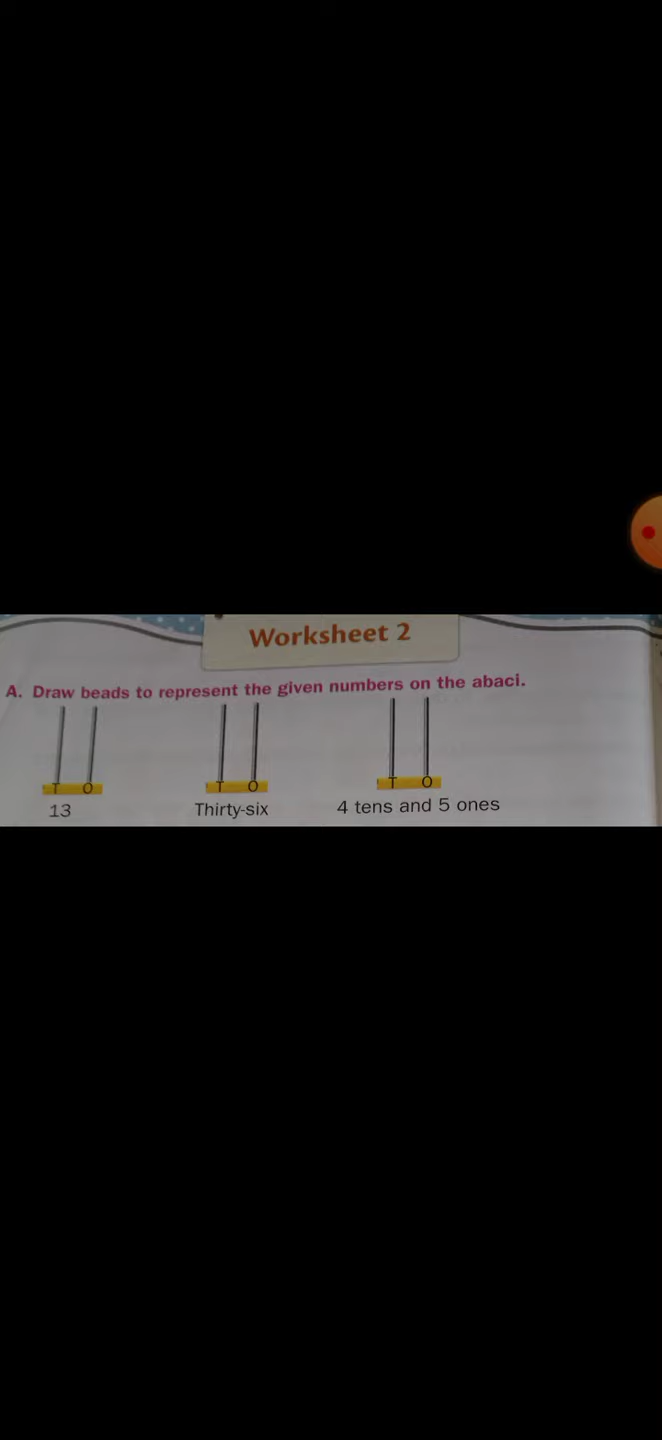 Worksheet 2
A. Draw beads to represent the given numbers on the abaci.
T O T O T O
13 Thirty-six 4 tens and 5 ones